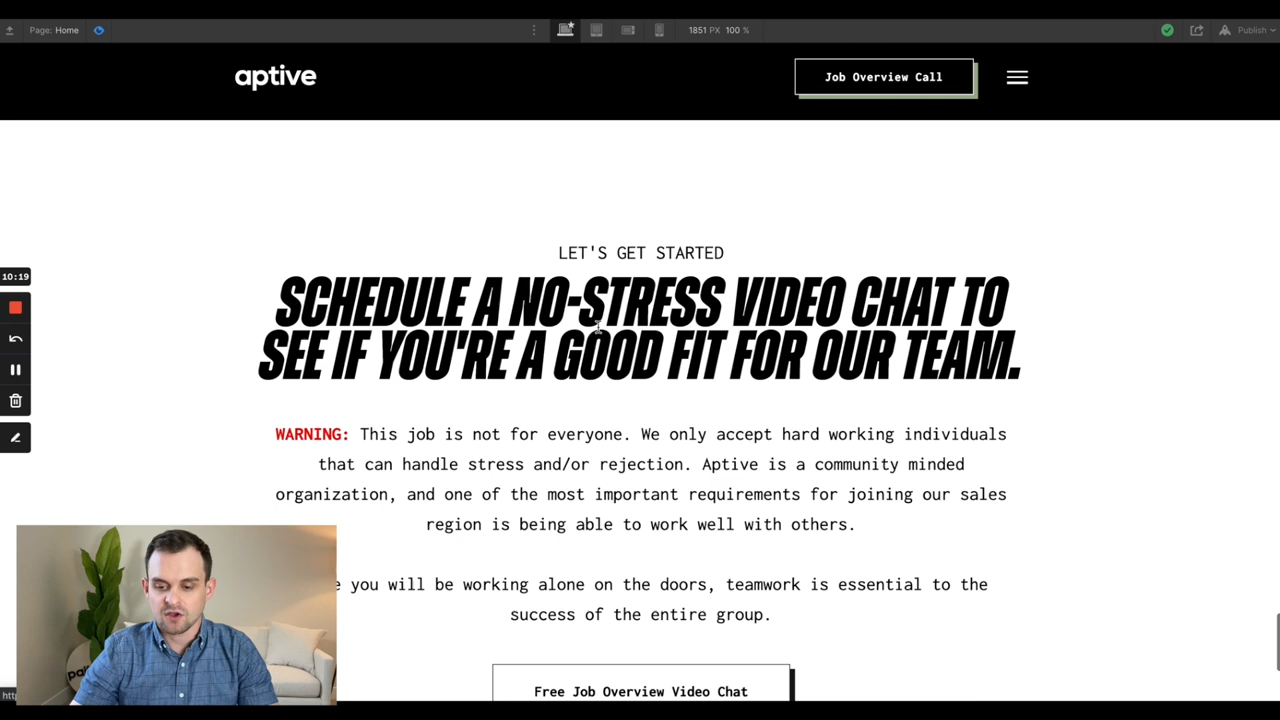 Page: Home
1851 PX 100 %
Publish
aptive
Job Overview Call
10:19
LET'S GET STARTED
SCHEDULE A NO-STRESS VIDEO CHAT TO
SEE IF YOU'RE A GOOD FIT FOR OUR TEAM.
WARNING: This job is not for everyone. We only accept hard working individuals
that can handle stress and/or rejection. Aptive is a community minded
organization, and one of the most important requirements for joining our sales
region is being able to work well with others.
you will be working alone on the doors, teamwork is essential to the
success of the entire group.
Free Job Overview Video Chat